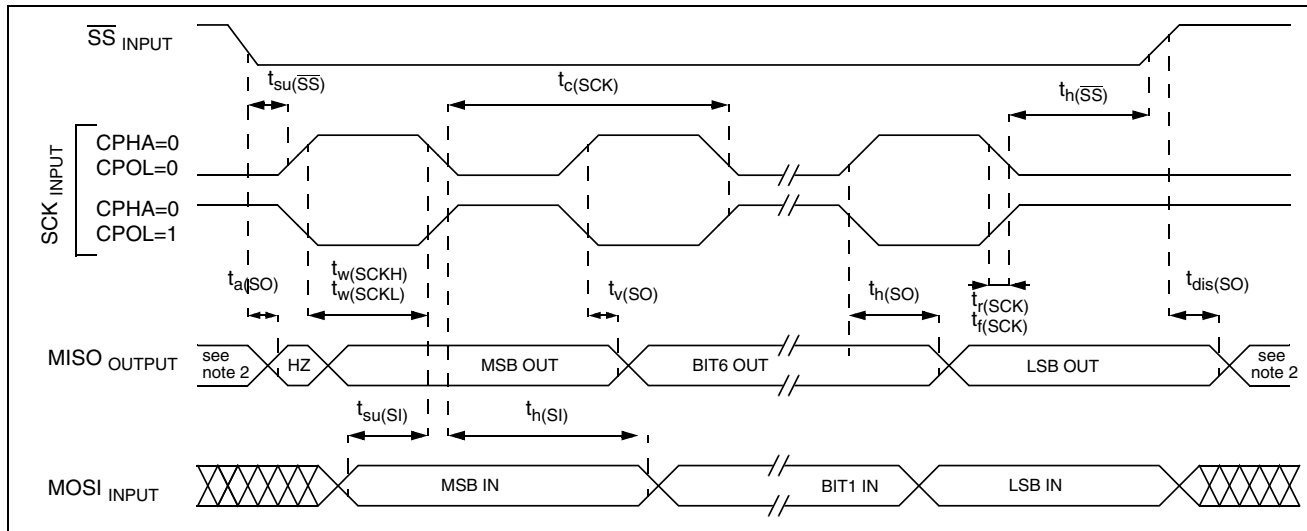 SS INPUT
tsu(SS)
tc(SCK)
th(SS)
SCK INPUT
CPHA=0
CPOL=0
CPHA=0
CPOL=1
ta(SO)
tw(SCKH)
tw(SCKL)
tv(SO)
th(SO)
tr(SCK)
tf(SCK)
tdis(SO)
MISO OUTPUT
see
note 2
HZ
MSB OUT
BIT6 OUT
LSB OUT
see
note 2
tsu(SI)
th(SI)
MOSI INPUT
MSB IN
BIT1 IN
LSB IN